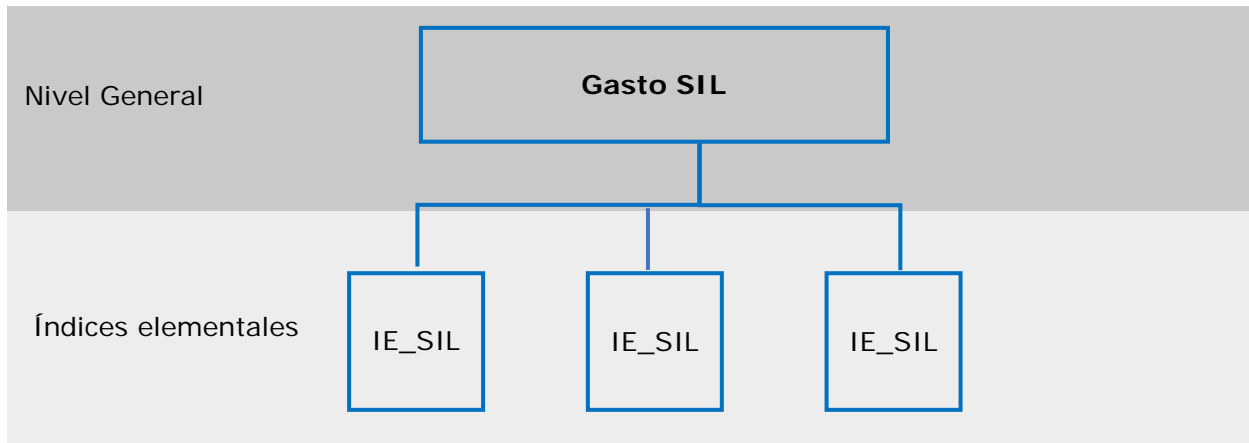 Nivel General
Gasto SIL
Índices elementales
IE_SIL
IE_SIL
IE_SIL